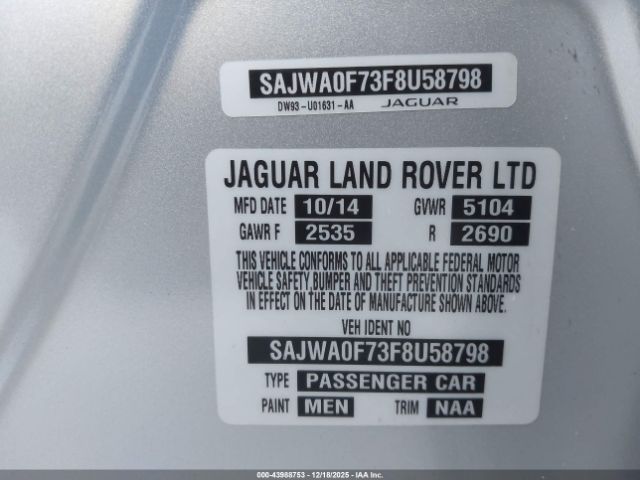 SAJWA0F73F8U58798
DW93-U01631-AA JAGUAR
JAGUAR LAND ROVER LTD
MFD DATE 10/14 GVWR 5104
GAWR F 2535 R 2690
THIS VEHICLE CONFORMS TO ALL APPLICABLE FEDERAL MOTOR
VEHICLE SAFETY,BUMPER AND THEFT PREVENTION STANDARDS
IN EFFECT ON THE DATE OF MANUFACTURE SHOWN ABOVE.
VEH IDENT NO
SAJWA0F73F8U58798
TYPE PASSENGER CAR
PAINT MEN TRIM NAA
000-43988753 - 12/18/2025 - IAAI.COM